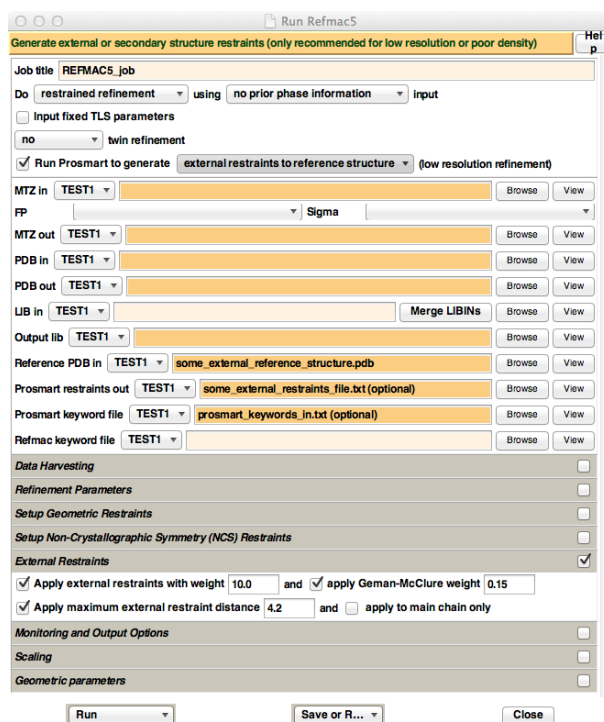 Run Refmac5
Generate external or secondary structure restraints (only recommended for low resolution or poor density) Help
Job title REFMAC5_job
Do restrained refinement using no prior phase information input
Input fixed TLS parameters
no twin refinement
Run Prosmart to generate external restraints to reference structure (low resolution refinement)
MTZ in TEST1 Browse View
FP Sigma
MTZ out TEST1 Browse View
PDB in TEST1 Browse View
PDB out TEST1 Browse View
LIB in TEST1 Merge LIBINs Browse View
Output lib TEST1 Browse View
Reference PDB in TEST1 some_external_reference_structure.pdb Browse View
Prosmart restraints out TEST1 some_external_restraints_file.txt (optional) Browse View
Prosmart keyword file TEST1 prosmart_keywords_in.txt (optional) Browse View
Refmac keyword file TEST1 Browse View
Data Harvesting
Refinement Parameters
Setup Geometric Restraints
Setup Non-Crystallographic Symmetry (NCS) Restraints
External Restraints
Apply external restraints with weight 10.0 and apply Geman-McClure weight 0.15
Apply maximum external restraint distance 4.2 and apply to main chain only
Monitoring and Output Options
Scaling
Geometric parameters
Run Save or R... Close